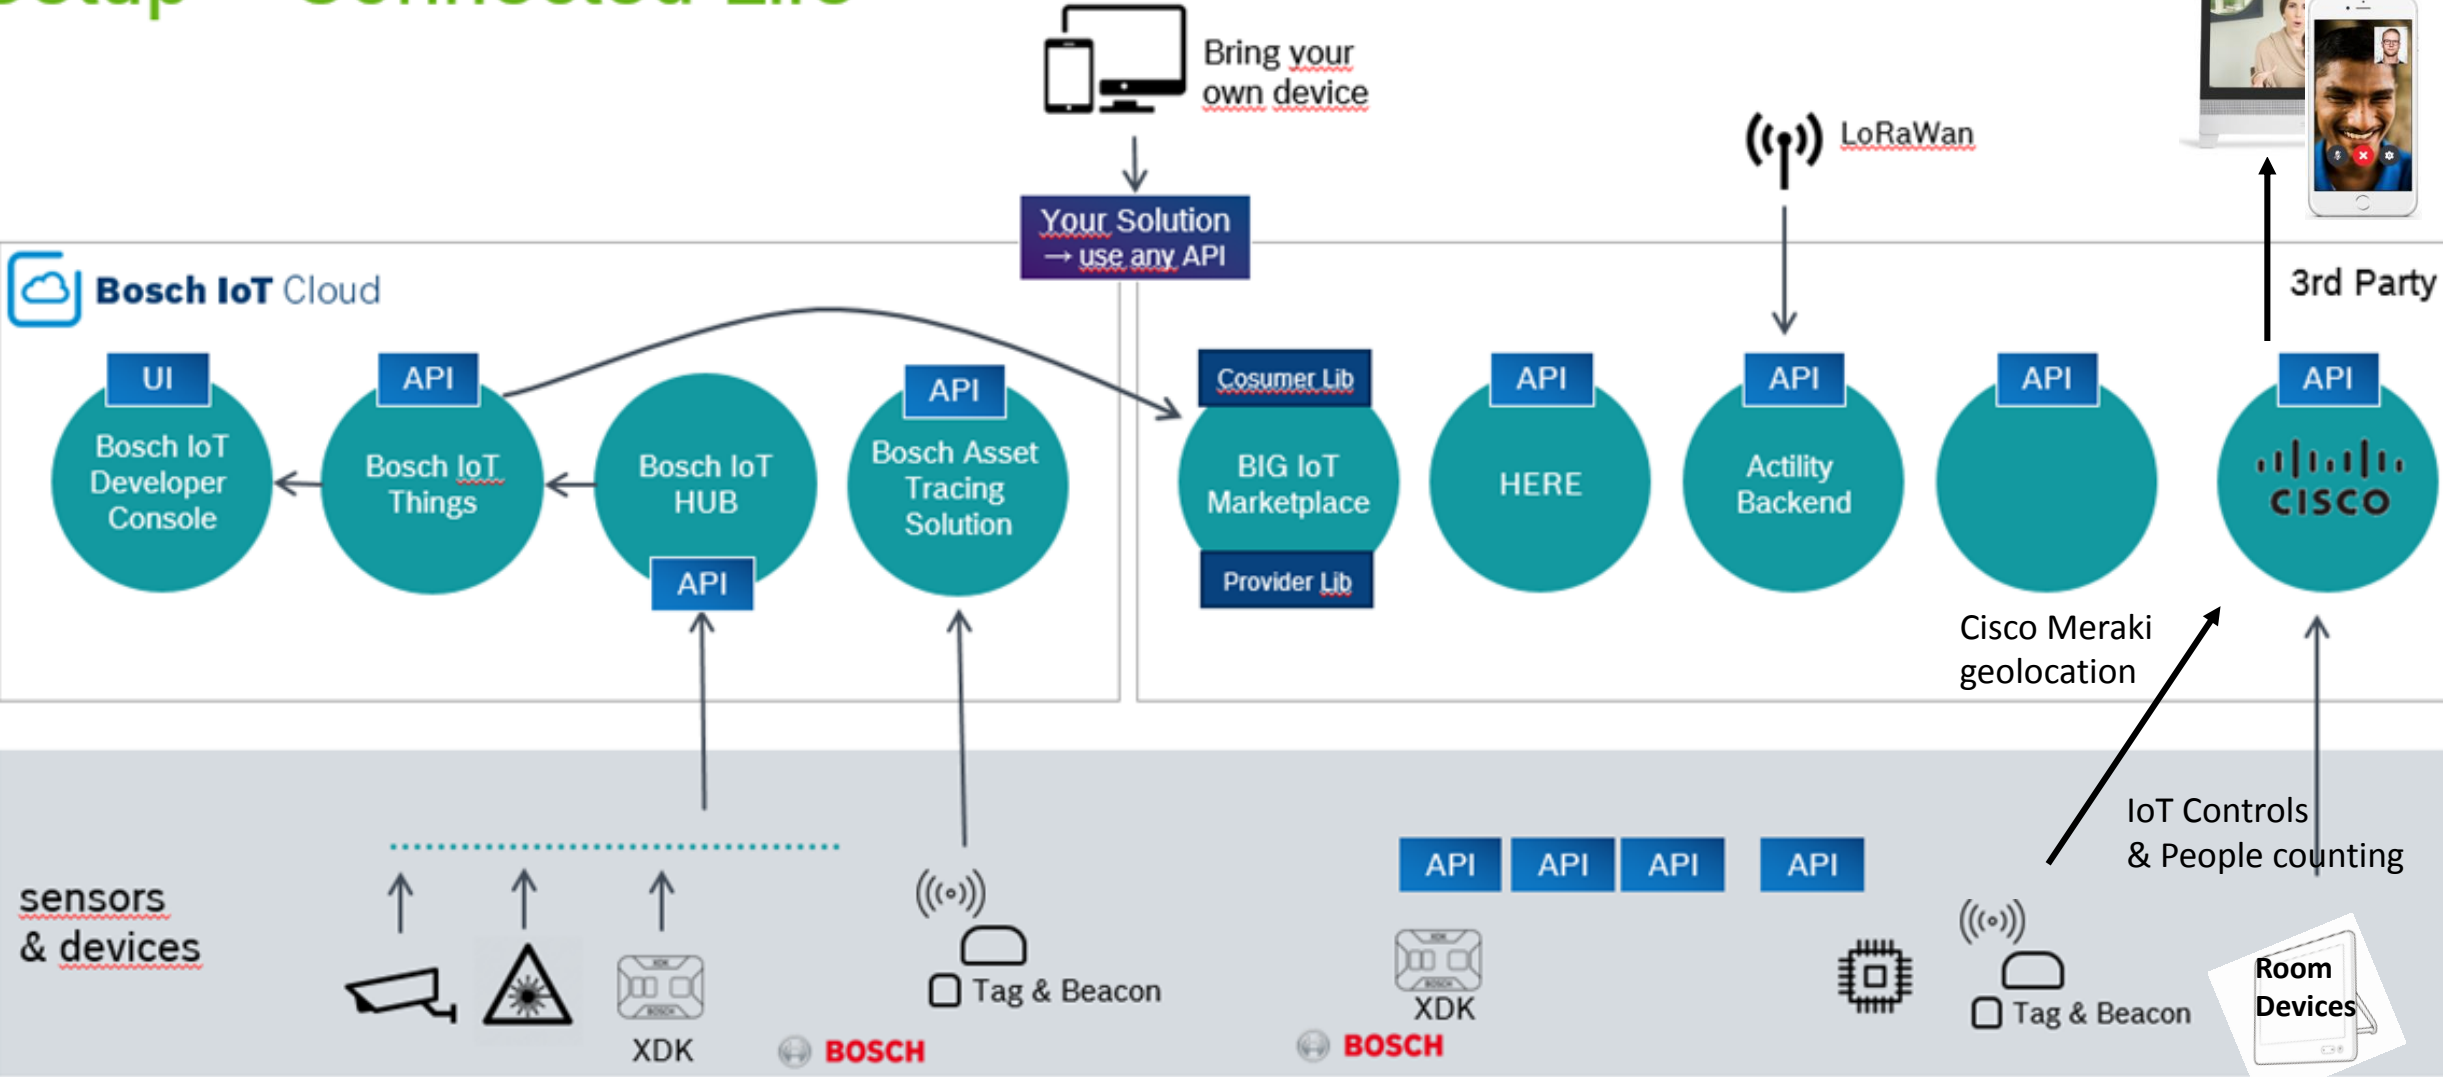 Setup - Connected Life
Bring your
own device
LoRaWan
Your Solution
→ use any API
Bosch IoT Cloud
3rd Party
UI
Bosch IoT
Developer
Console
API
Bosch IoT
Things
Bosch IoT
HUB
API
API
Bosch Asset
Tracing
Solution
Cosumer Lib
BIG IoT
Marketplace
Provider Lib
API
HERE
API
Actility
Backend
API
API
CISCO
Cisco Meraki
geolocation
IoT Controls
& People counting
sensors
& devices
XDK
BOSCH
Tag & Beacon
API
API
API
API
XDK
BOSCH
Tag & Beacon
Room
Devices